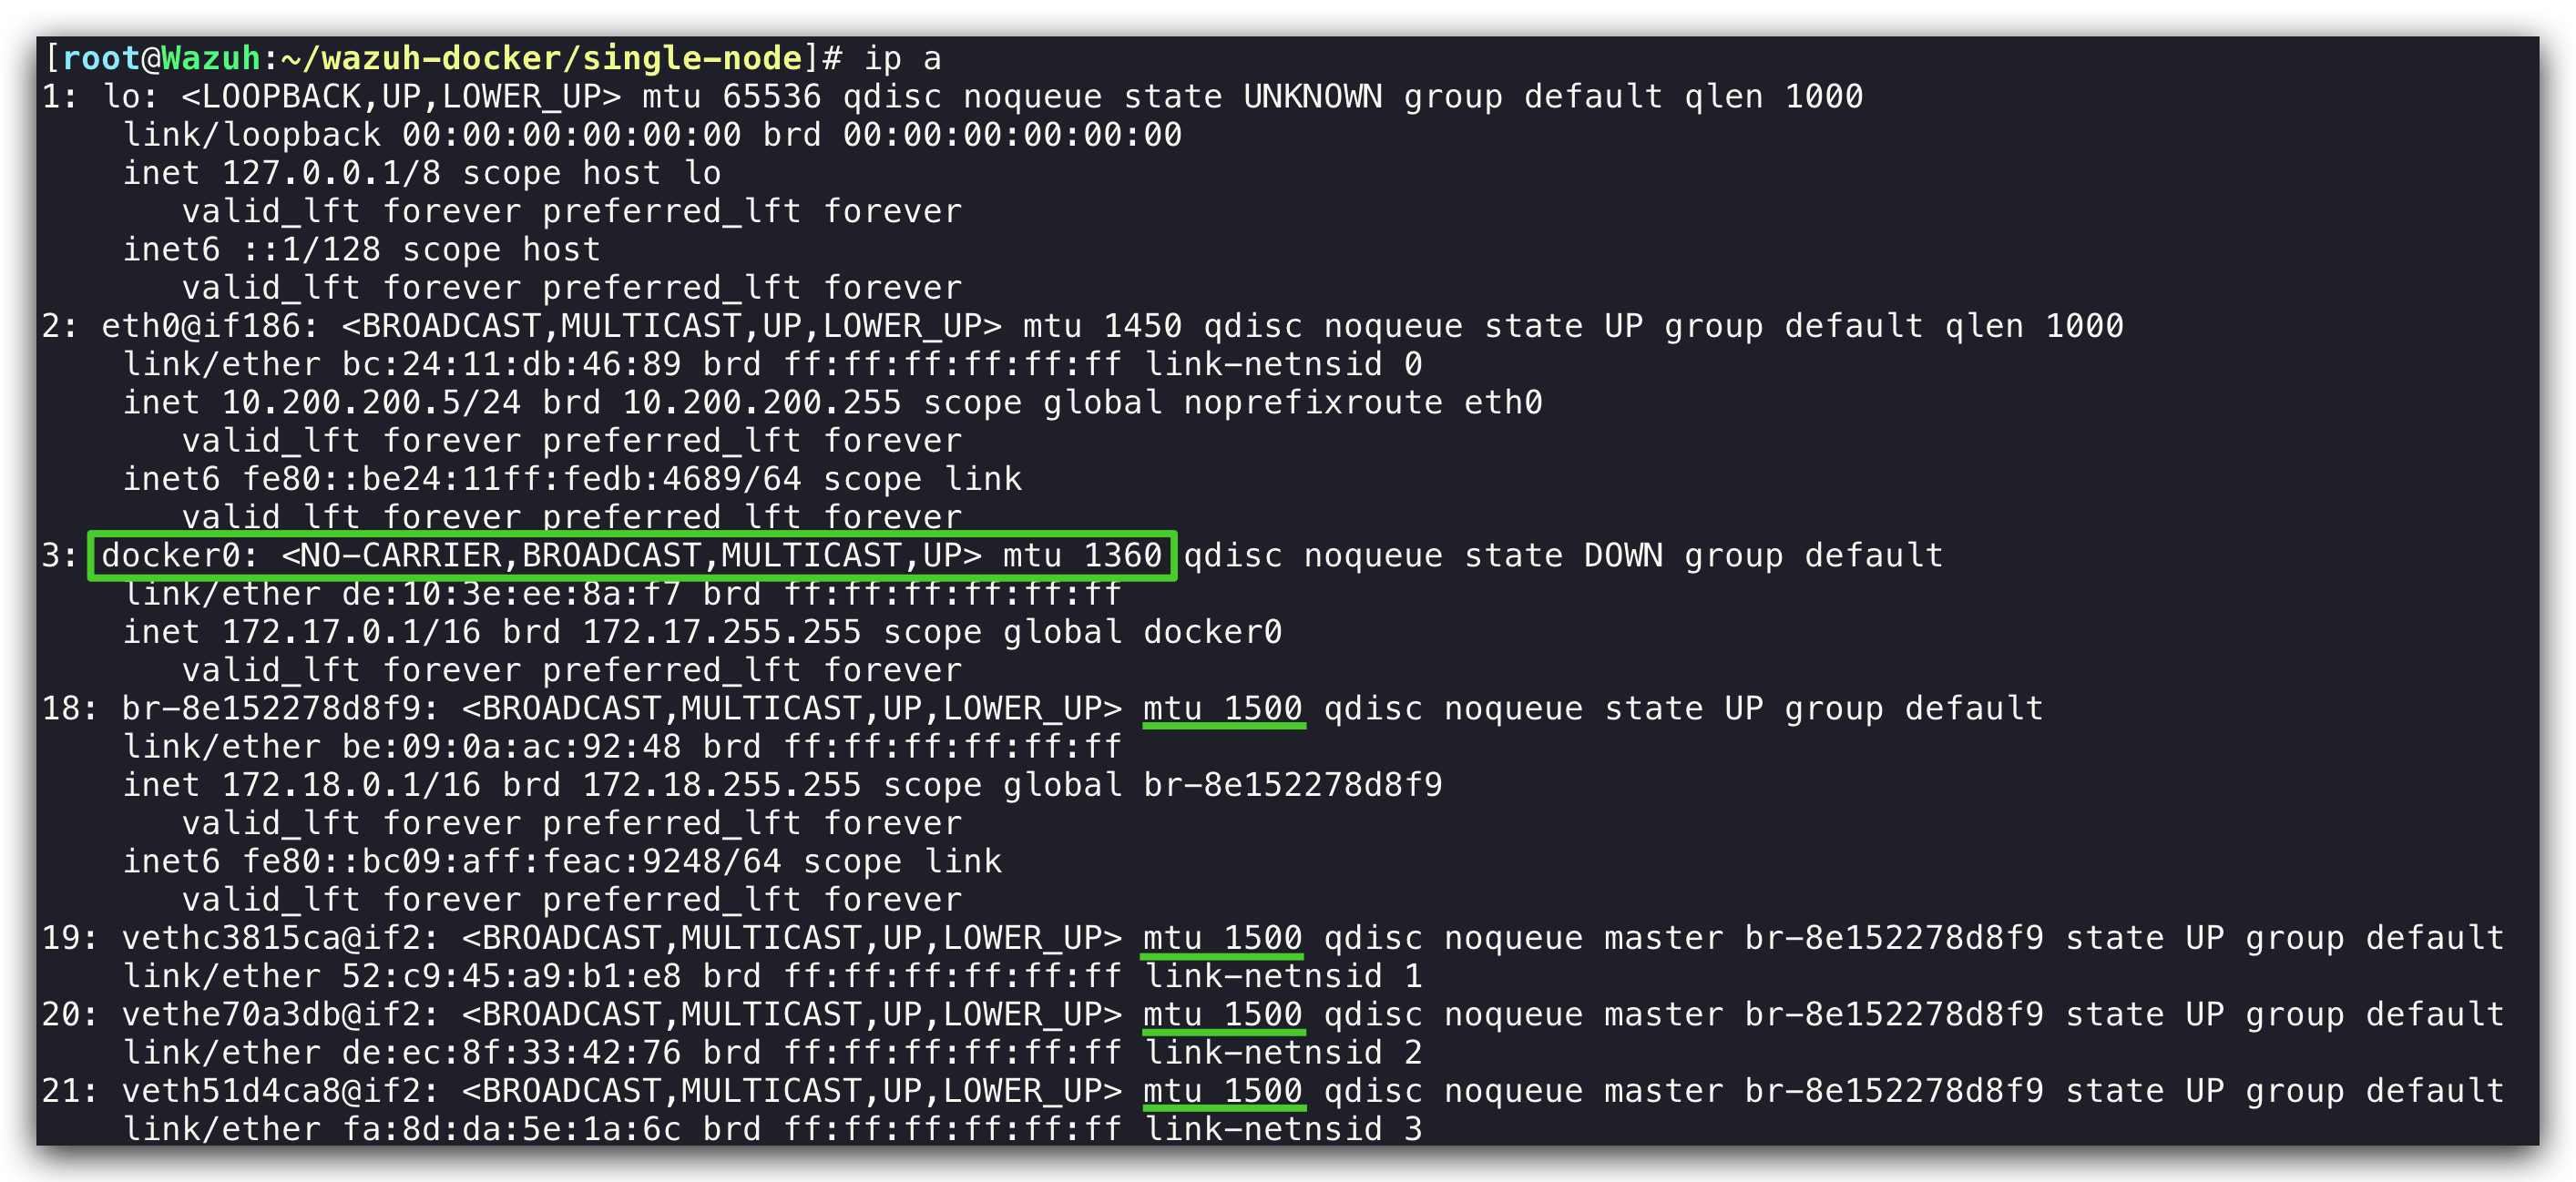 [root@Wazuh:~/wazuh-docker/single-node]# ip a
1: lo: <LOOPBACK,UP,LOWER_UP> mtu 65536 qdisc noqueue state UNKNOWN group default qlen 1000
link/loopback 00:00:00:00:00:00 brd 00:00:00:00:00:00
inet 127.0.0.1/8 scope host lo
valid_lft forever preferred_lft forever
inet6 ::1/128 scope host
valid_lft forever preferred_lft forever
2: eth0@if186: <BROADCAST,MULTICAST,UP,LOWER_UP> mtu 1450 qdisc noqueue state UP group default qlen 1000
link/ether bc:24:11:db:46:89 brd ff:ff:ff:ff:ff:ff link-netnsid 0
inet 10.200.200.5/24 brd 10.200.200.255 scope global noprefixroute eth0
valid_lft forever preferred_lft forever
inet6 fe80::be24:11ff:fedb:4689/64 scope link
valid_lft forever preferred_lft forever
3: docker0: <NO-CARRIER,BROADCAST,MULTICAST,UP> mtu 1360 qdisc noqueue state DOWN group default
link/ether de:10:3e:ee:8a:f7 brd ff:ff:ff:ff:ff:ff
inet 172.17.0.1/16 brd 172.17.255.255 scope global docker0
valid_lft forever preferred_lft forever
18: br-8e152278d8f9: <BROADCAST,MULTICAST,UP,LOWER_UP> mtu 1500 qdisc noqueue state UP group default
link/ether be:09:0a:ac:92:48 brd ff:ff:ff:ff:ff:ff
inet 172.18.0.1/16 brd 172.18.255.255 scope global br-8e152278d8f9
valid_lft forever preferred_lft forever
inet6 fe80::bc09:aff:feac:9248/64 scope link
valid_lft forever preferred_lft forever
19: vethc3815ca@if2: <BROADCAST,MULTICAST,UP,LOWER_UP> mtu 1500 qdisc noqueue master br-8e152278d8f9 state UP group default
link/ether 52:c9:45:a9:b1:e8 brd ff:ff:ff:ff:ff:ff link-netnsid 1
20: vethe70a3db@if2: <BROADCAST,MULTICAST,UP,LOWER_UP> mtu 1500 qdisc noqueue master br-8e152278d8f9 state UP group default
link/ether de:ec:8f:33:42:76 brd ff:ff:ff:ff:ff:ff link-netnsid 2
21: veth51d4ca8@if2: <BROADCAST,MULTICAST,UP,LOWER_UP> mtu 1500 qdisc noqueue master br-8e152278d8f9 state UP group default
link/ether fa:8d:da:5e:1a:6c brd ff:ff:ff:ff:ff:ff link-netnsid 3